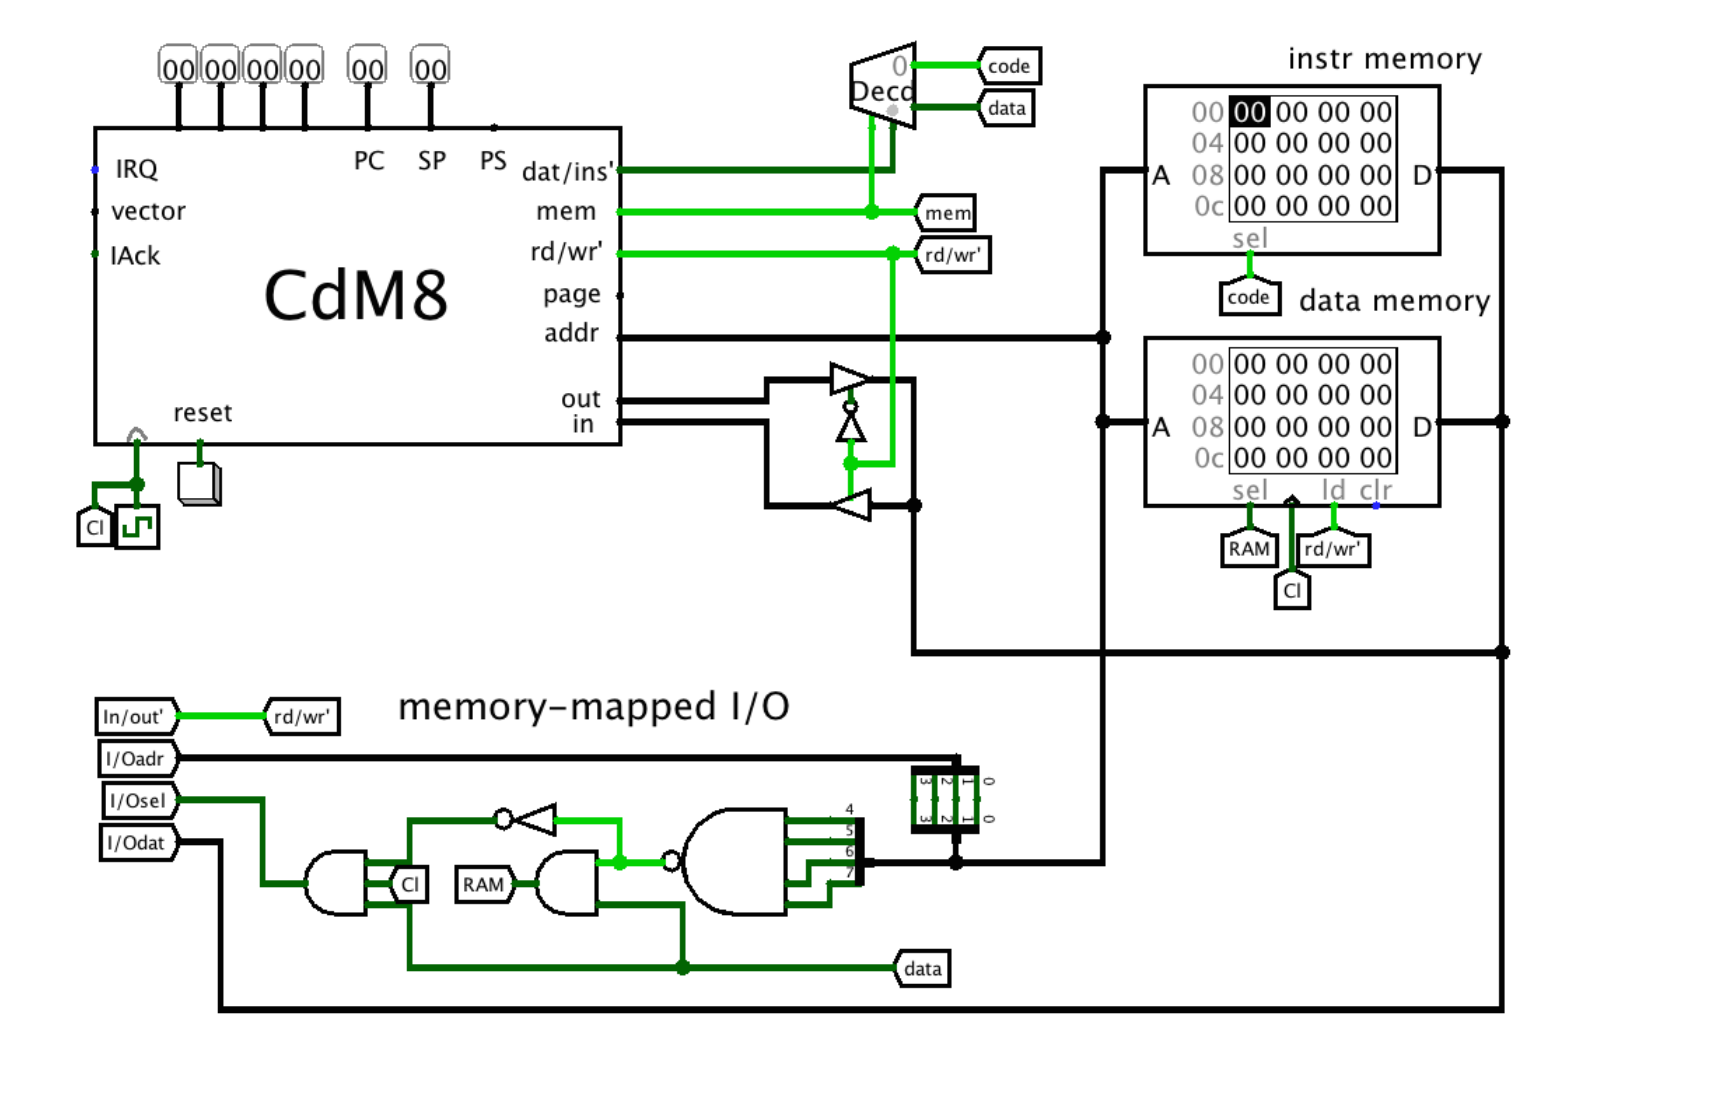 00 00 00 00 00 00
IRQ
vector
IAck
PC SP PS
dat/ins'
mem
rd/wr'
page
addr
out
in
CdM8
reset
Cl
0
Decd
code
data
mem
rd/wr'
instr memory
00 00 00 00 00
04 00 00 00 00
08 00 00 00 00
0c 00 00 00 00
A
D
sel
code
data memory
00 00 00 00 00
04 00 00 00 00
08 00 00 00 00
0c 00 00 00 00
A
D
sel ld clr
RAM
rd/wr'
Cl
memory-mapped I/O
In/out'
rd/wr'
I/Oadr
I/Osel
I/Odat
3 2 1 0
3 2 1 0
4
5
6
7
Cl
RAM
data